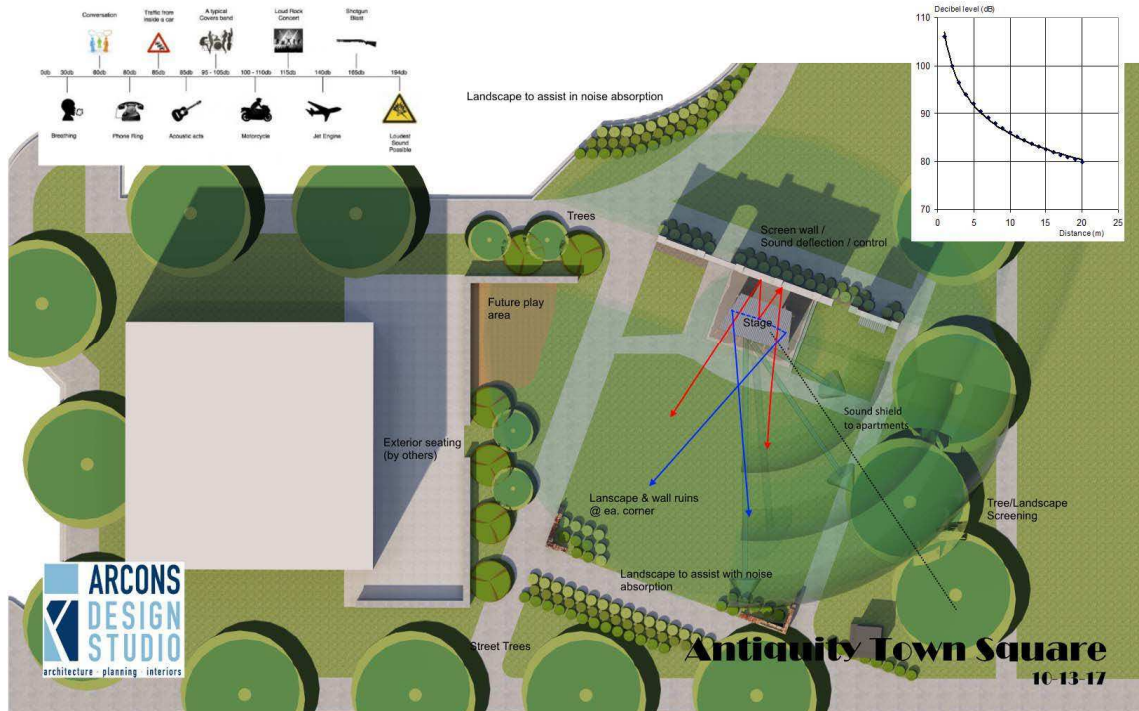 Conversation
Traffic from
inside a car
A typical
Covers band
Loud Rock
Concert
Shotgun
Blast
0db 30db 60db 60db 85db 85db 95 - 105db 100 - 110db 115db 140db 165db 194db
Breathing
Phone Ring
Acoustic acts
Motorcycle
Jet Engine
Loudest
Sound
Possible
Landscape to assist in noise absorption
Decibel level (dB)
110
100
90
80
70
0 5 10 15 20 25
Distance (m)
Trees
Screen wall /
Sound deflection / control
Future play
area
Stage
Sound shield
to apartments
Exterior seating
(by others)
Lanscape & wall ruins
@ ea. corner
Tree/Landscape
Screening
Landscape to assist with noise
absorption
Street Trees
ARCONS
DESIGN
STUDIO
architecture · planning · interiors
Antiquity Town Square
10-13-17